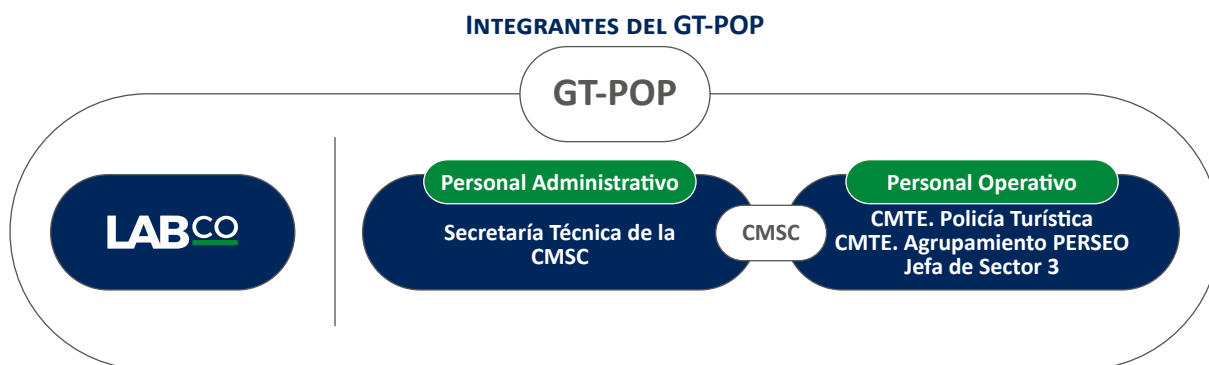 INTEGRANTES DEL GT-POP
GT-POP
LABCO
Personal Administrativo
Secretaría Técnica de la
CMSC
CMSC
Personal Operativo
CMTE. Policía Turística
CMTE. Agrupamiento PERSEO
Jefa de Sector 3